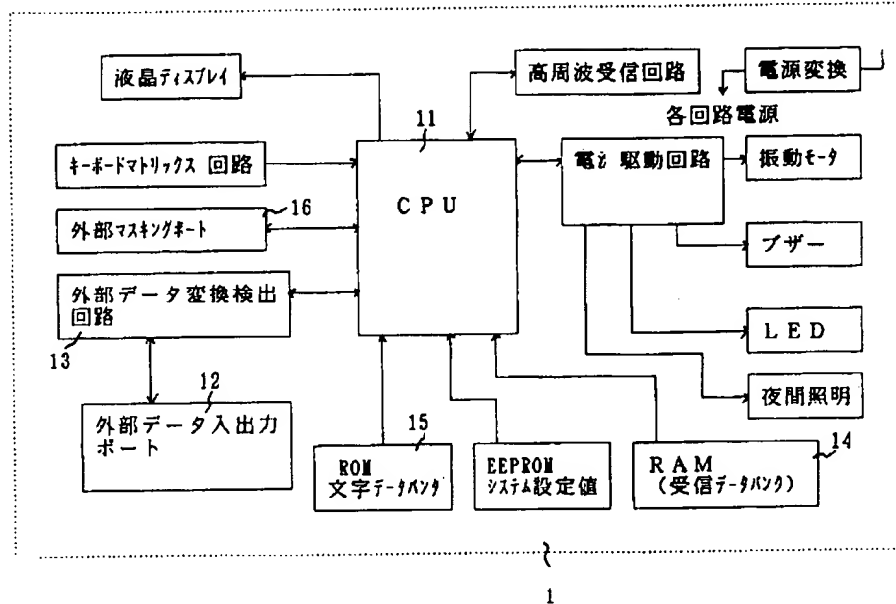 液晶ディスプレイ
高周波受信回路
電源変換
各回路電源
11
キーボードマトリックス 回路
CPU
駆動回路
振動モータ
16
外部マスキングポート
ブザー
外部データ変換検出
回路
13
LED
12
外部データ入出力
ポート
夜間照明
15
ROM
文字データバンク
EEPROM
システム設定値
14
RAM
(受信データバンク)
1